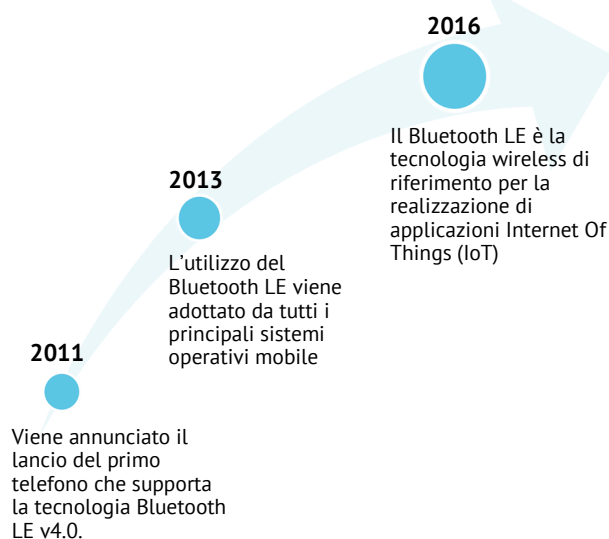 2016
Il Bluetooth LE è la
tecnologia wireless di
riferimento per la
realizzazione di
applicazioni Internet Of
Things (IoT)
2013
L’utilizzo del
Bluetooth LE viene
adottato da tutti i
principali sistemi
operativi mobile
2011
Viene annunciato il
lancio del primo
telefono che supporta
la tecnologia Bluetooth
LE v4.0.